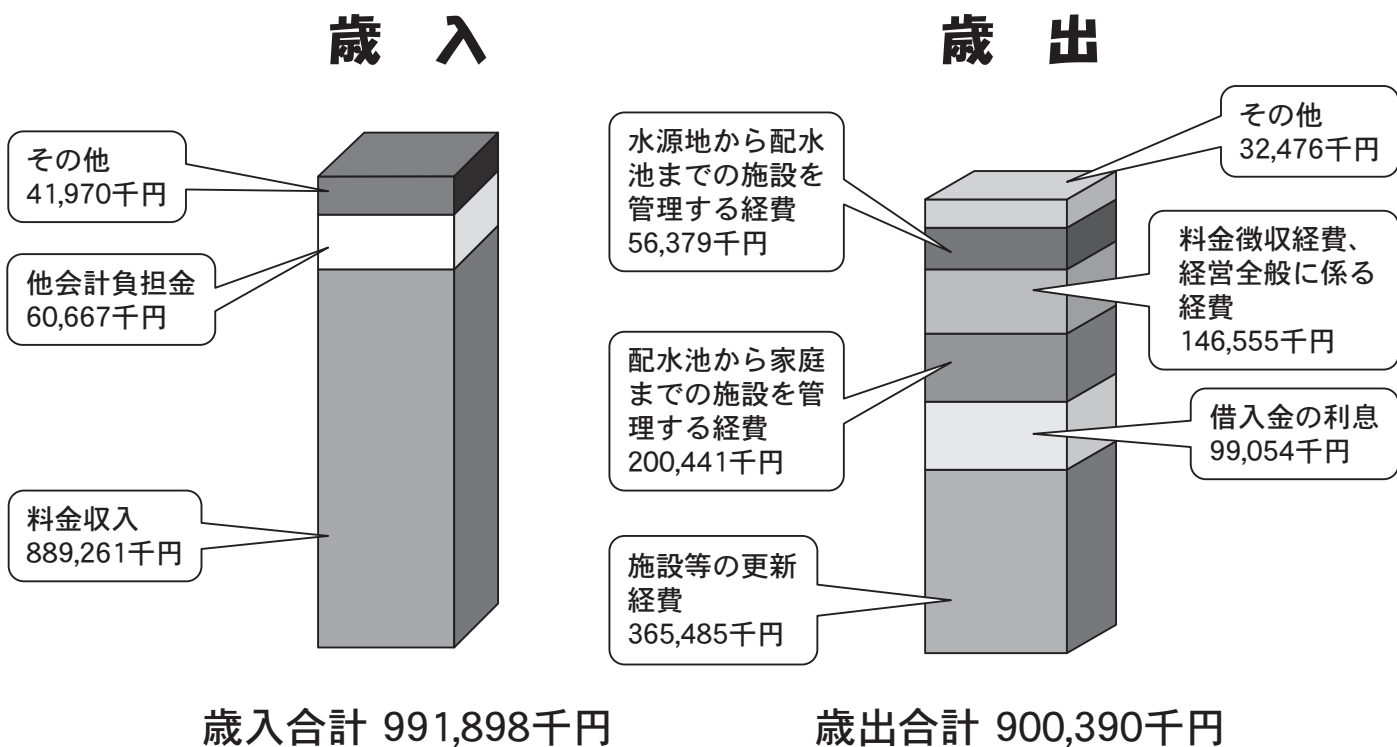 歳 入
その他
41,970千円
他会計負担金
60,667千円
料金収入
889,261千円
歳入合計 991,898千円
歳 出
水源地から配水
池までの施設を
管理する経費
56,379千円
配水池から家庭
までの施設を管
理する経費
200,441千円
施設等の更新
経費
365,485千円
その他
32,476千円
料金徴収経費、
経営全般に係る
経費
146,555千円
借入金の利息
99,054千円
歳出合計 900,390千円